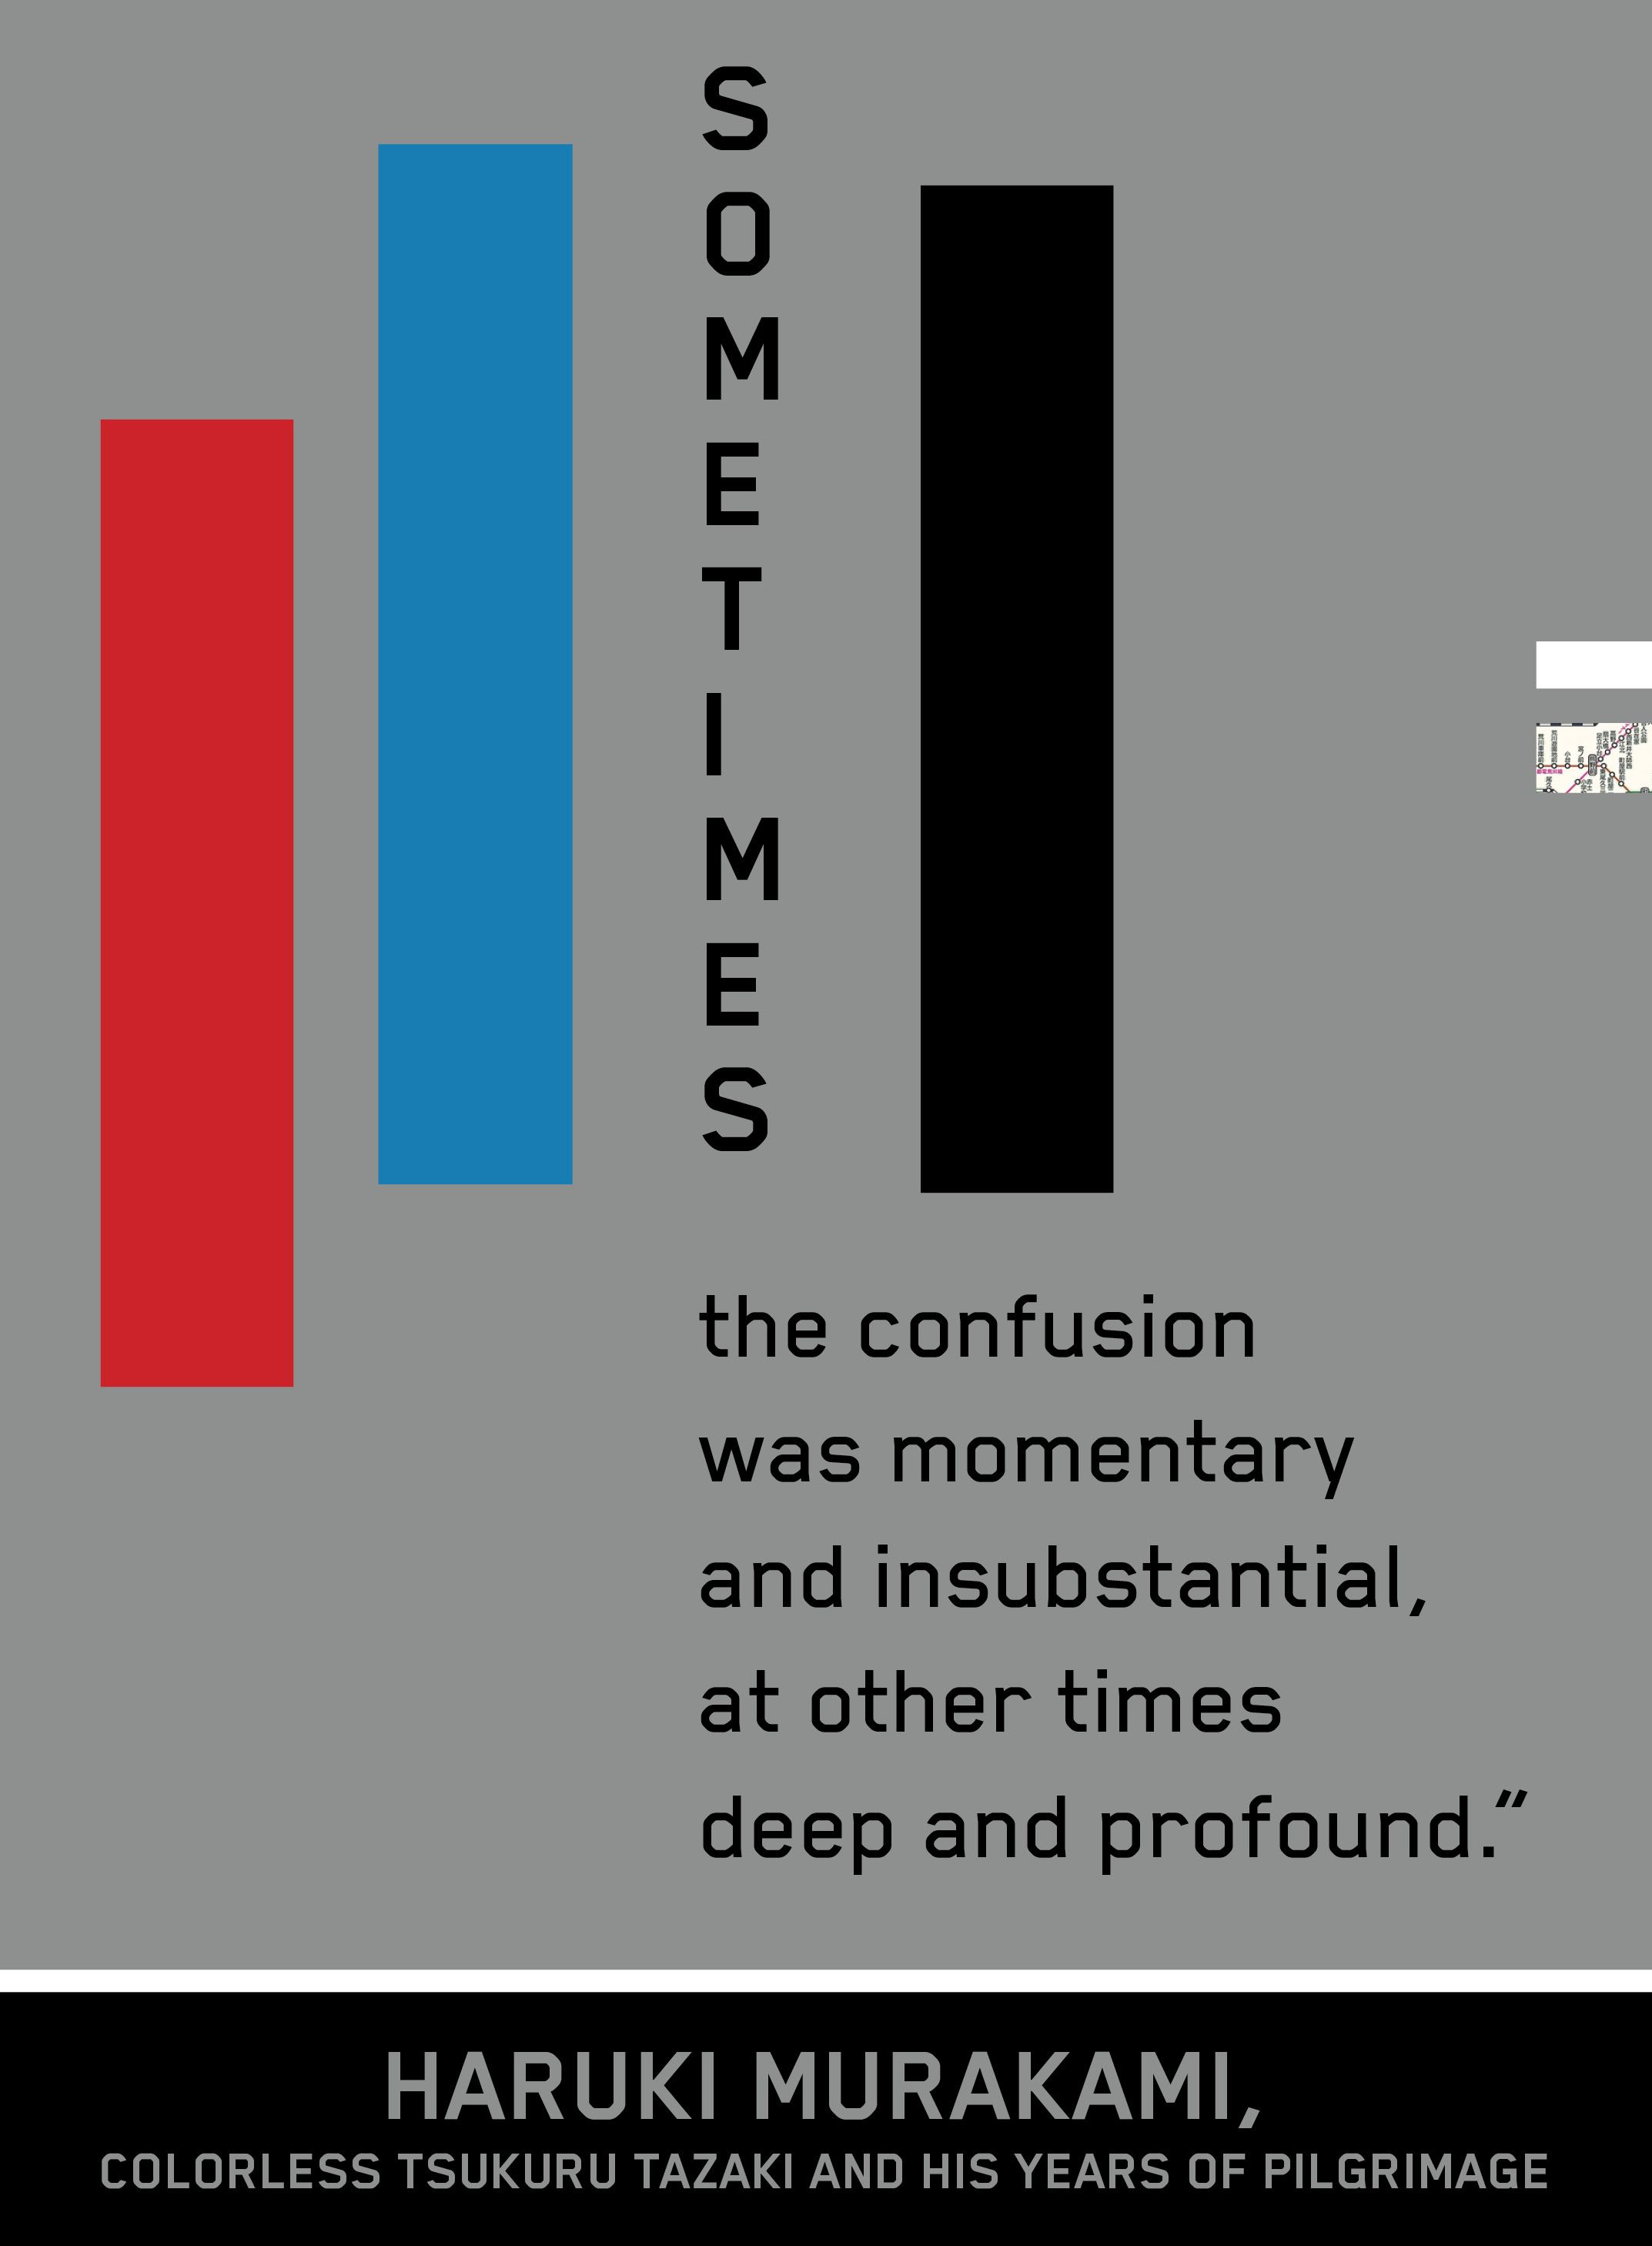 SOMETIMES
the confusion
was momentary
and insubstantial,
at other times
deep and profound.”
HARUKI MURAKAMI,
COLORLESS TSUKURU TAZAKI AND HIS YEARS OF PILGRIMAGE